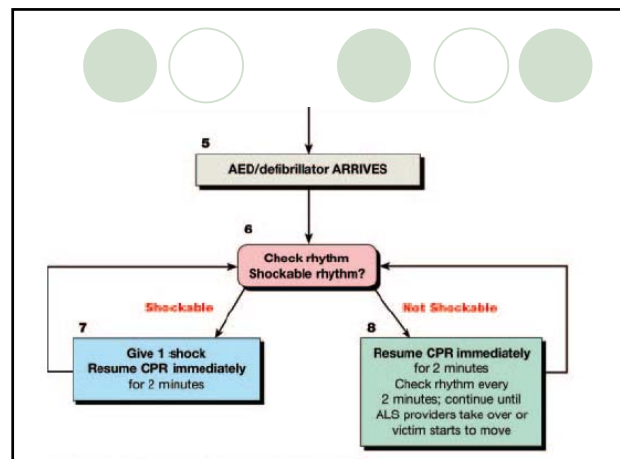 5
AED/defibrillator ARRIVES
6
Check rhythm
Shockable rhythm?
Shockable
Not Shockable
7
Give 1 shock
Resume CPR immediately
for 2 minutes
8
Resume CPR immediately
for 2 minutes
Check rhythm every
2 minutes; continue until
ALS providers take over or
victim starts to move